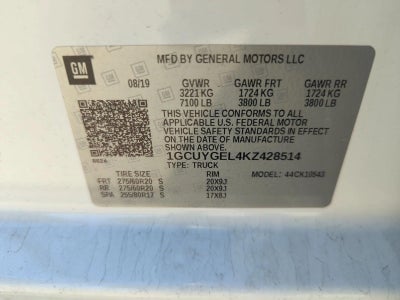 GM
MFD BY GENERAL MOTORS LLC
08/19 GVWR GAWR FRT GAWR RR
3221 KG 1724 KG 1724 KG
7100 LB 3800 LB 3800 LB
THIS VEHICLE CONFORMS TO ALL
APPLICABLE U.S. FEDERAL MOTOR
VEHICLE SAFETY STANDARDS IN
EFFECT ON THE DATE OF
MANUFACTURE SHOWN ABOVE.
1GCUYGEL4KZ428514
TYPE: TRUCK
TIRE SIZE RIM MODEL: 44CK10543
FRT 275/60R20 S 20X9J
RR 275/60R20 S 20X9J
SPA 255/80R17 S 17X8J